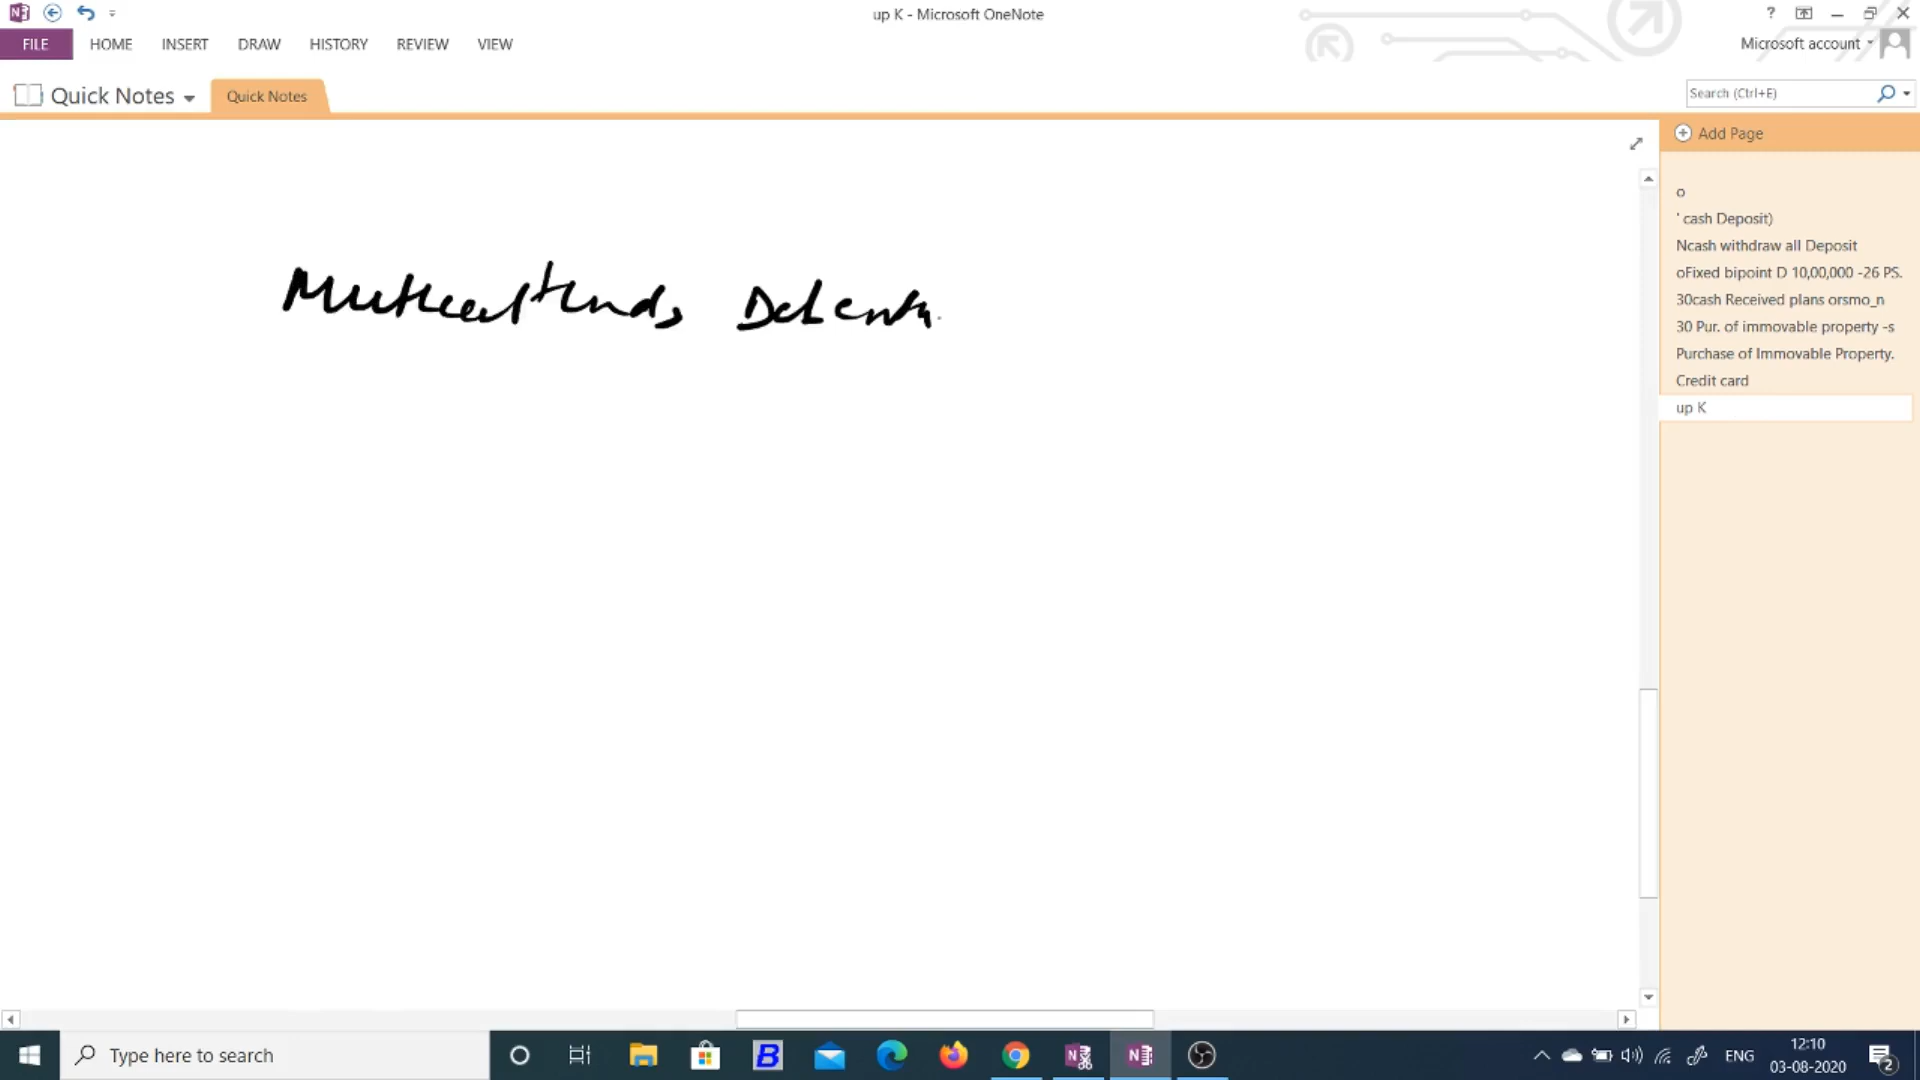 up K - Microsoft OneNote
?
FILE HOME INSERT DRAW HISTORY REVIEW VIEW
Microsoft account
Quick Notes
Quick Notes
Search (Ctrl+E)
Add Page
o
' cash Deposit)
Ncash withdraw all Deposit
oFixed bipoint D 10,00,000 -26 PS.
30cash Received plans orsmo_n
30 Pur. of immovable property -s
Purchase of Immovable Property.
Credit card
up K
Mutual funds,
Type here to search
ENG
12:10
03-08-2020
2